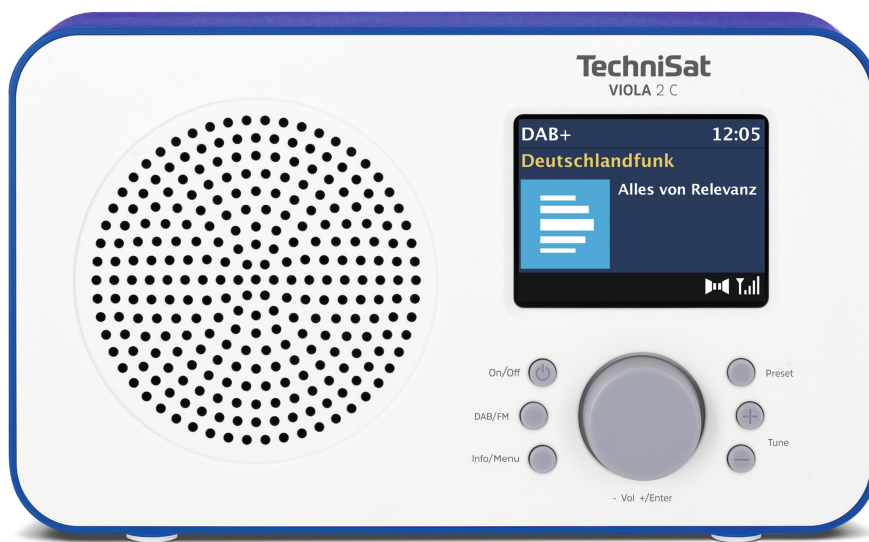 TechniSat
VIOLA 2 C
DAB+ 12:05
Deutschlandfunk
Alles von Relevanz
On/Off
Preset
DAB/FM
Tune
Info/Menu
- Vol +/Enter